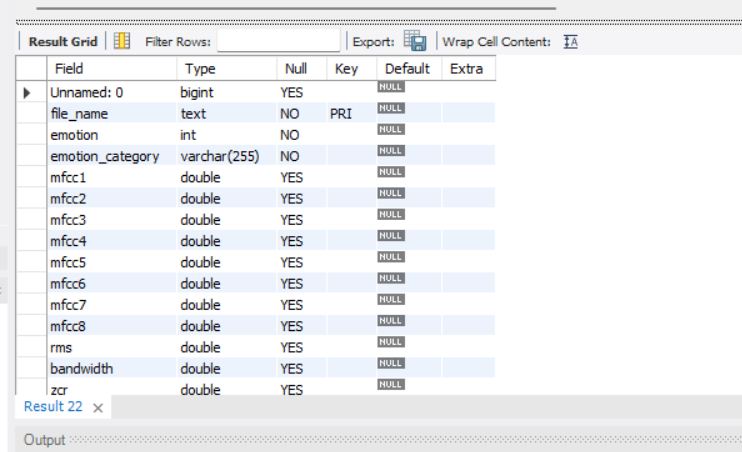 Result Grid Filter Rows: Export: Wrap Cell Content: IA
Field Type Null Key Default Extra
Unnamed: 0 bigint YES NULL
file_name text NO PRI NULL
emotion int NO NULL
emotion_category varchar(255) NO NULL
mfcc1 double YES NULL
mfcc2 double YES NULL
mfcc3 double YES NULL
mfcc4 double YES NULL
mfcc5 double YES NULL
mfcc6 double YES NULL
mfcc7 double YES NULL
mfcc8 double YES NULL
rms double YES NULL
bandwidth double YES NULL
zcr double YES NULL
Result 22 ×
Output